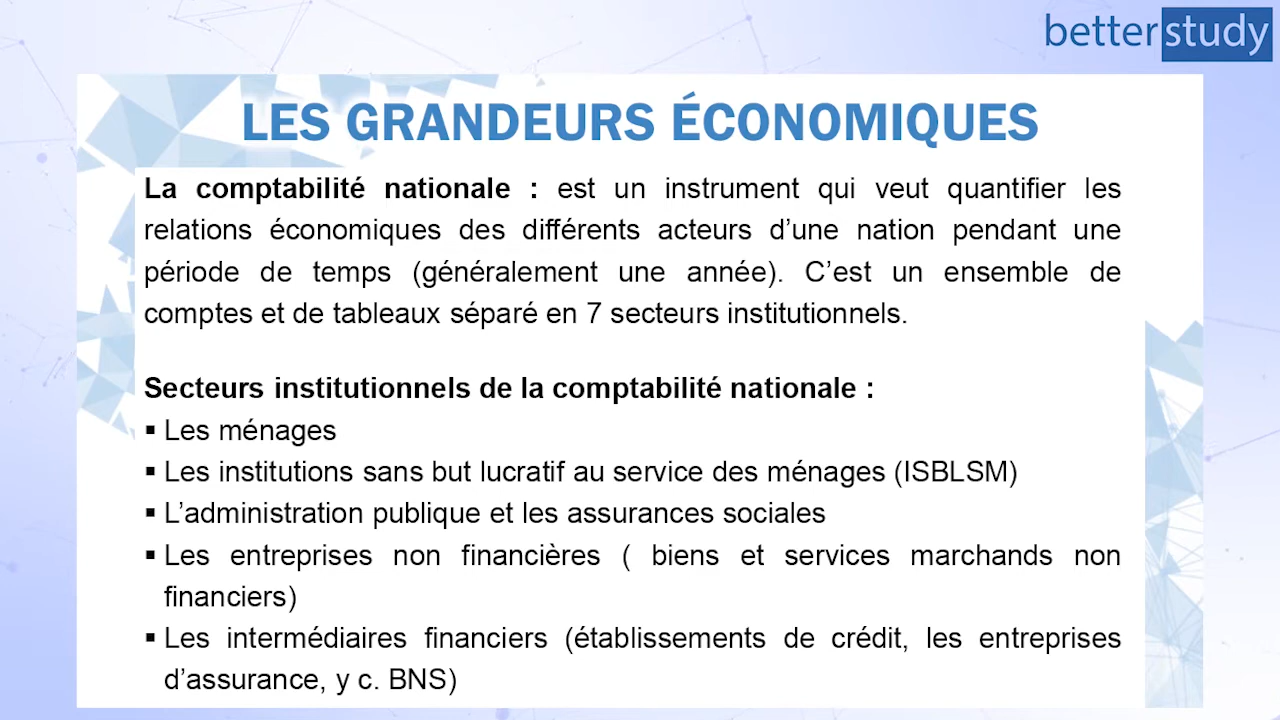 betterstudy
LES GRANDEURS ÉCONOMIQUES
La comptabilité nationale : est un instrument qui veut quantifier les
relations économiques des différents acteurs d’une nation pendant une
période de temps (généralement une année). C’est un ensemble de
comptes et de tableaux séparé en 7 secteurs institutionnels.
Secteurs institutionnels de la comptabilité nationale :
▪ Les ménages
▪ Les institutions sans but lucratif au service des ménages (ISBLSM)
▪ L’administration publique et les assurances sociales
▪ Les entreprises non financières ( biens et services marchands non
financiers)
▪ Les intermédiaires financiers (établissements de crédit, les entreprises
d’assurance, y c. BNS)